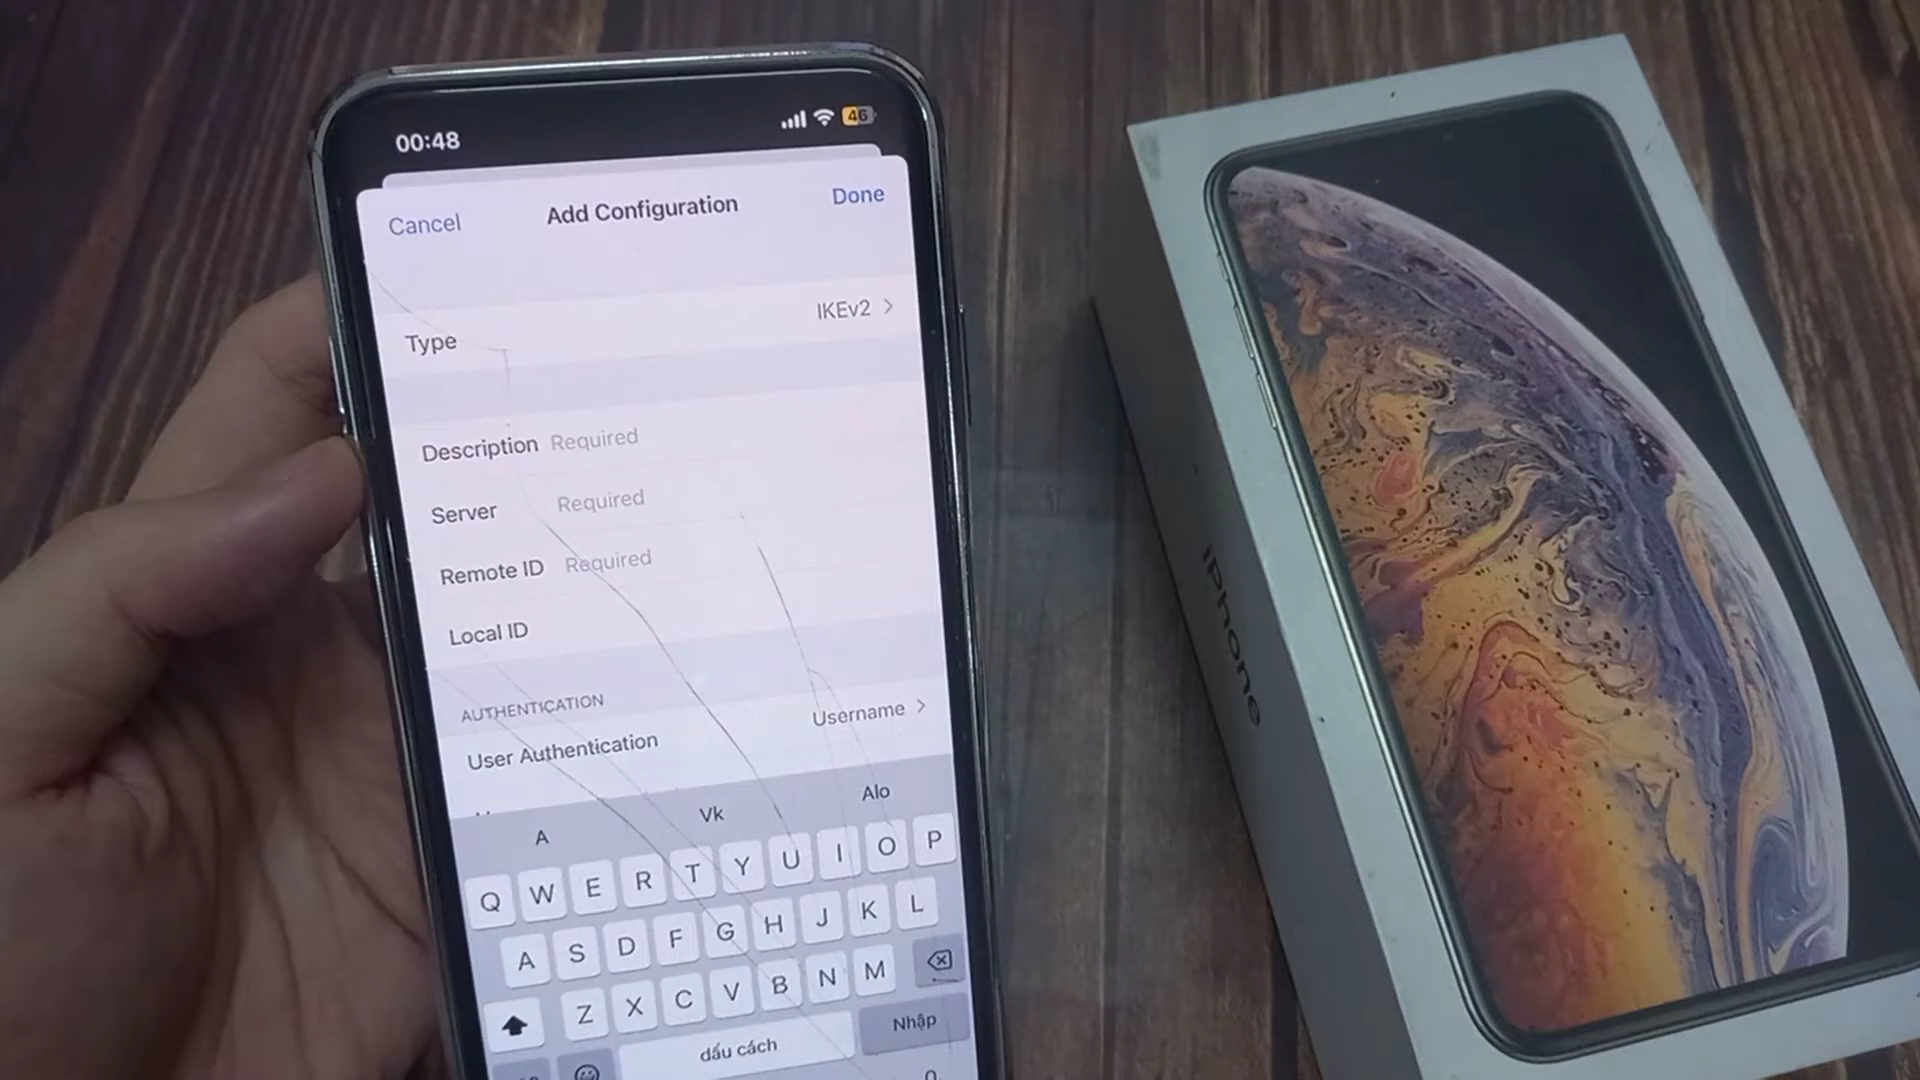 00:48
46
Cancel
Add Configuration
Done
Type
IKEv2
Description
Required
Server
Required
Remote ID
Required
Local ID
AUTHENTICATION
User Authentication
Username
A
Vk
Alo
Q W E R T Y U I O P
A S D F G H J K L
Z X C V B N M
dấu cách
Nhập
iPhone